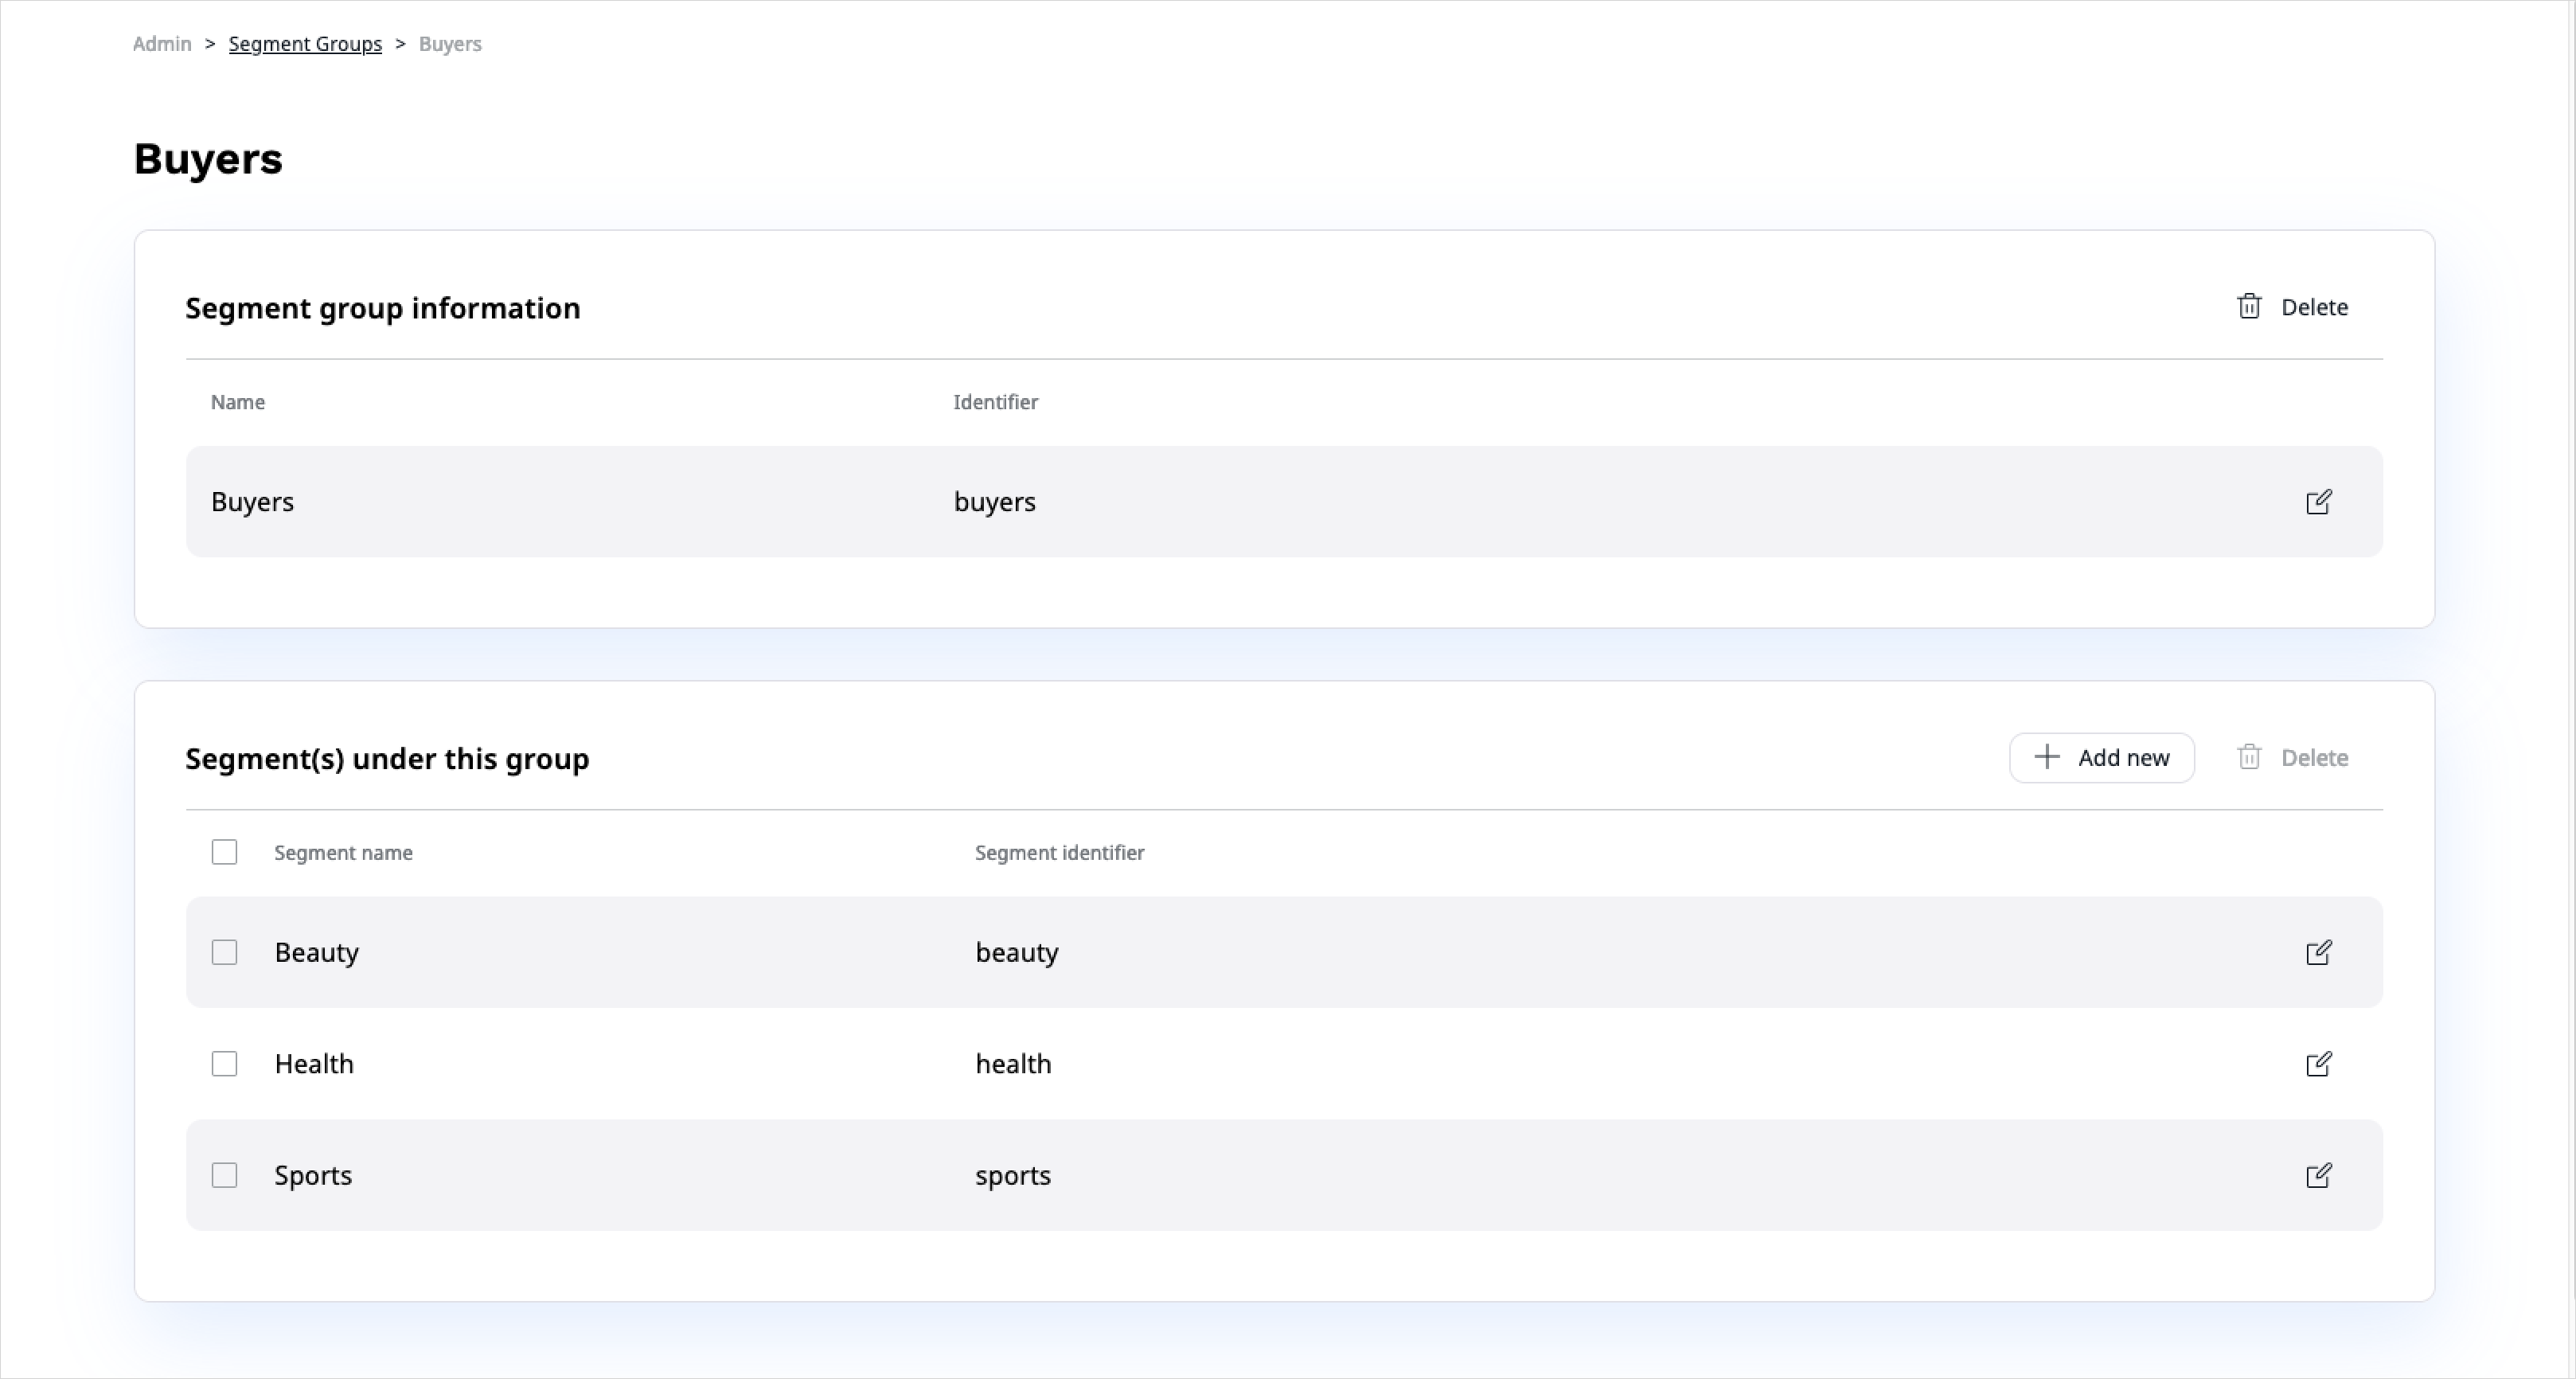 Admin > Segment Groups > Buyers
Buyers
Segment group information Delete
Name Identifier
Buyers buyers
Segment(s) under this group Add new Delete
Segment name Segment identifier
Beauty beauty
Health health
Sports sports